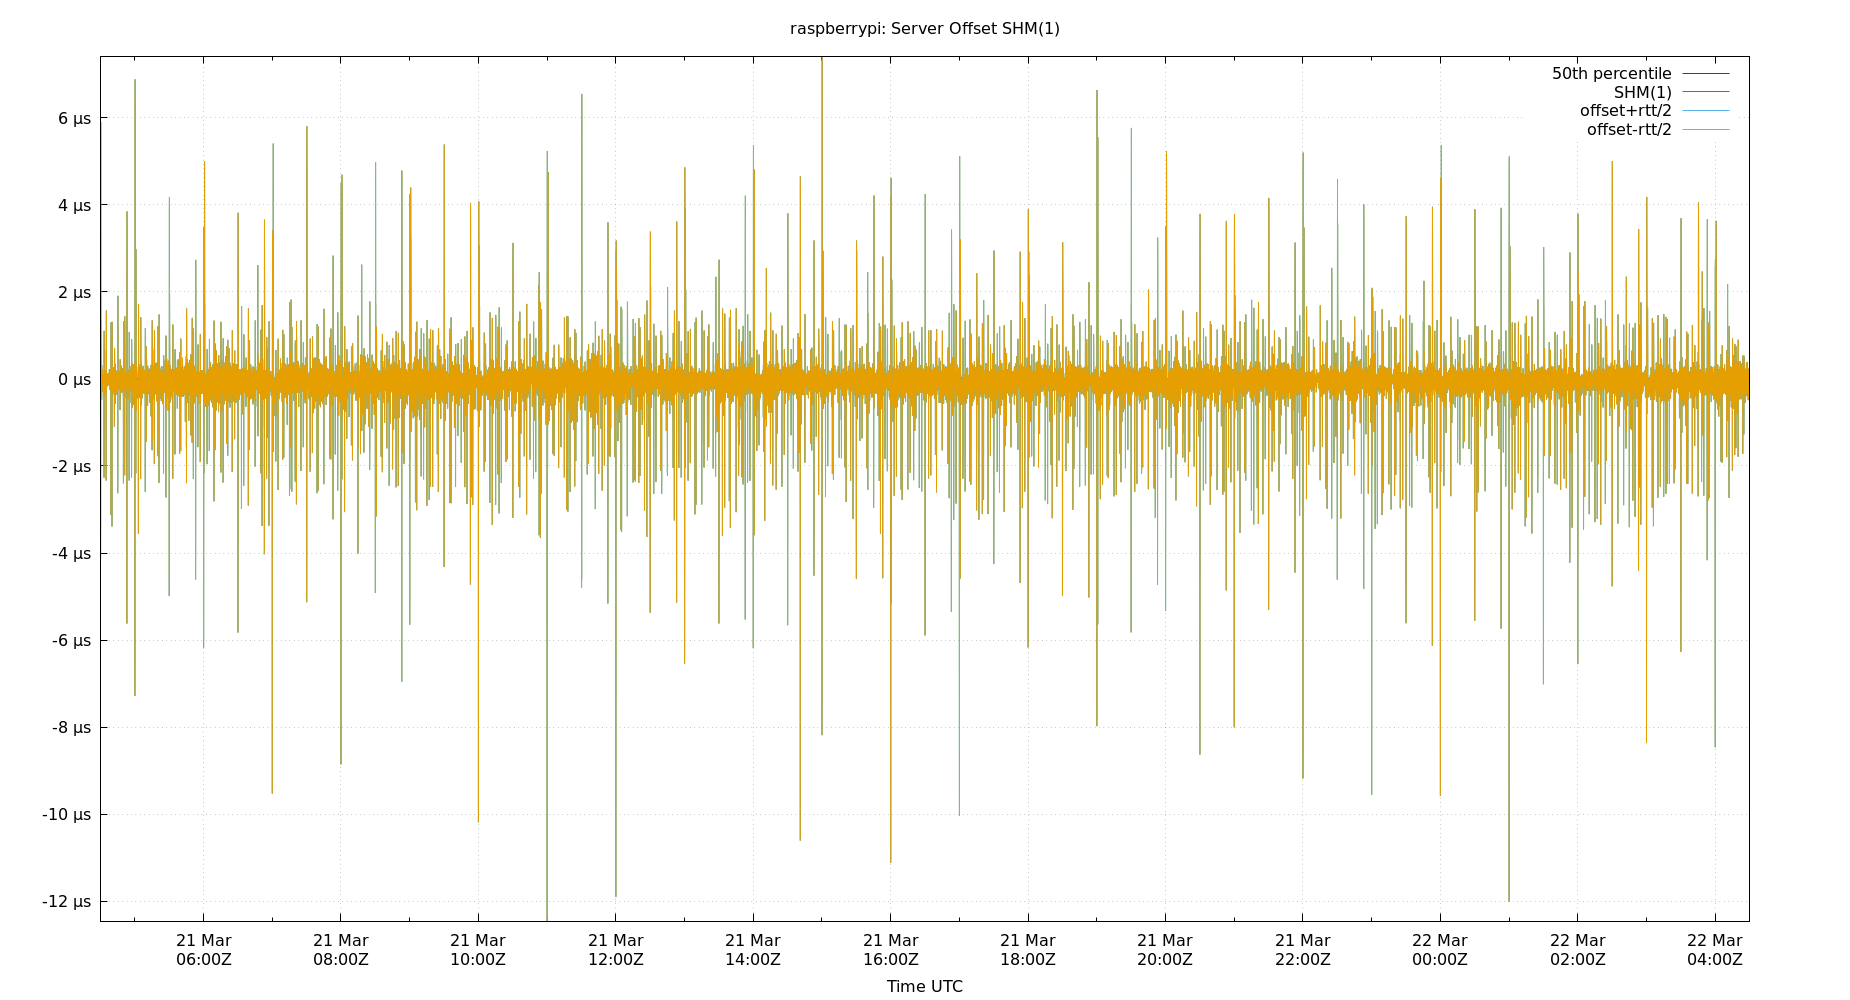 raspberrypi: Server Offset SHM(1)
50th percentile
SHM(1)
offset+rtt/2
offset-rtt/2
6 µs
4 µs
2 µs
0 µs
-2 µs
-4 µs
-6 µs
-8 µs
-10 µs
-12 µs
21 Mar 21 Mar 21 Mar 21 Mar 21 Mar 21 Mar 21 Mar 21 Mar 21 Mar 22 Mar 22 Mar 22 Mar
06:00Z 08:00Z 10:00Z 12:00Z 14:00Z 16:00Z 18:00Z 20:00Z 22:00Z 00:00Z 02:00Z 04:00Z
Time UTC